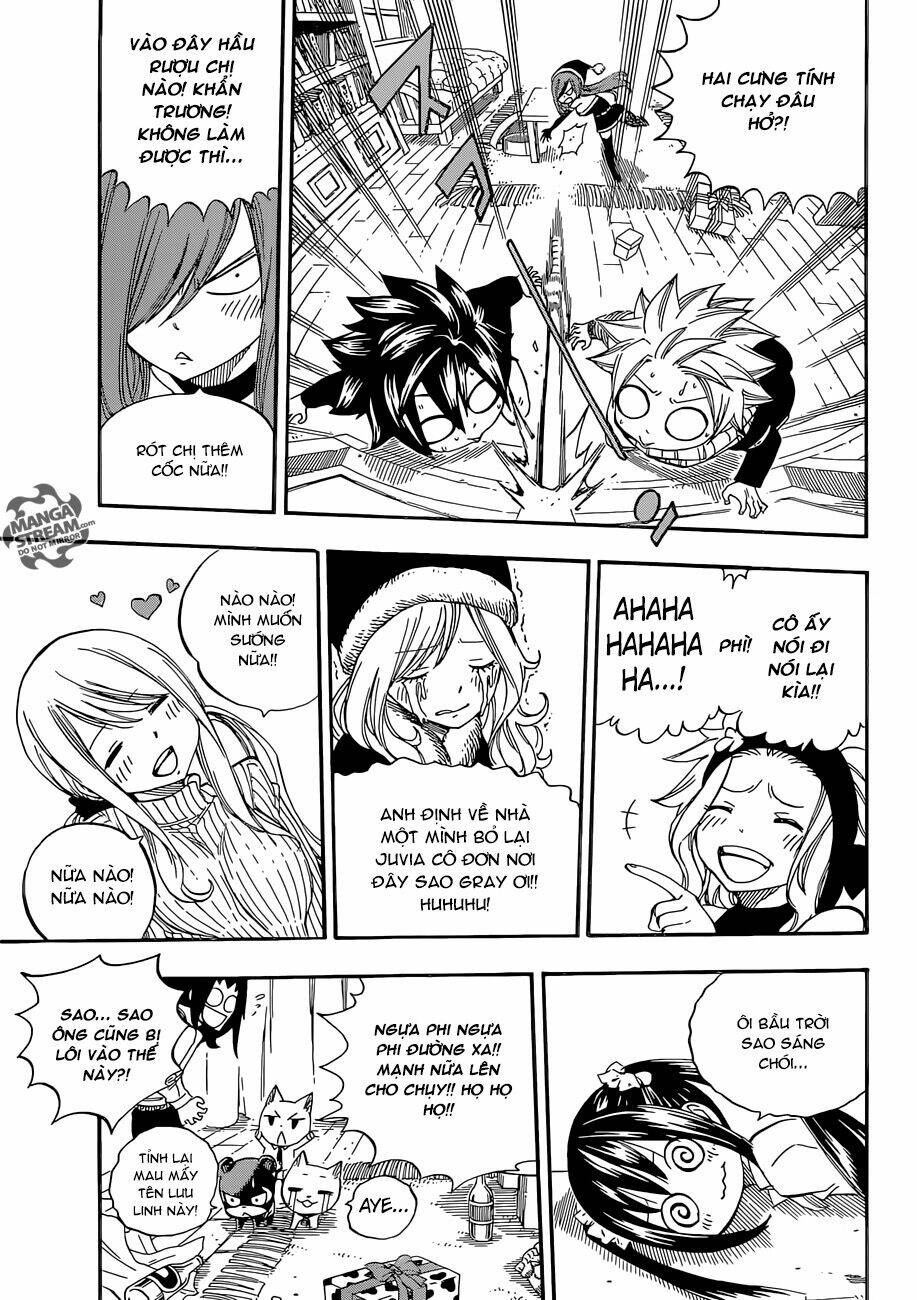 HAI CƯNG TÍNH
CHẠY ĐÂU
HỞ?!
VÀO ĐÂY HẦU
RƯỢU CHỊ
NÀO! KHẨN
TRƯƠNG!
KHÔNG LÀM
ĐƯỢC THÌ...
RÓT CHỊ THÊM
CỐC NỮA!!
MANGA
STREAM.com
DO NOT MIRROR
CÔ ẤY
NÓI ĐI
NÓI LẠI
KÌA!!
PHÌ!
AHAHA
HAHAHA
HA...!
ANH ĐỊNH VỀ NHÀ
MỘT MÌNH BỎ LẠI
JUVIA CÔ ĐƠN NƠI
ĐÂY SAO GRAY ƠI!!
HUHUHU!
NÀO NÀO!
MÌNH MUỐN
SƯỚNG
NỮA!!
NỮA NÀO!
NỮA NÀO!
ÔI BẦU TRỜI
SAO SÁNG
CHÓI...
NGỰA PHI NGỰA
PHI ĐƯỜNG XA!!
MẠNH NỮA LÊN
CHO CHỤY!! HỌ HỌ
HỌ!!
SAO... SAO
ÔNG CŨNG BỊ
LÔI VÀO THẾ
NÀY?!
TỈNH LẠI
MAU MẤY
TÊN LƯU
LINH NÀY!
AYE...